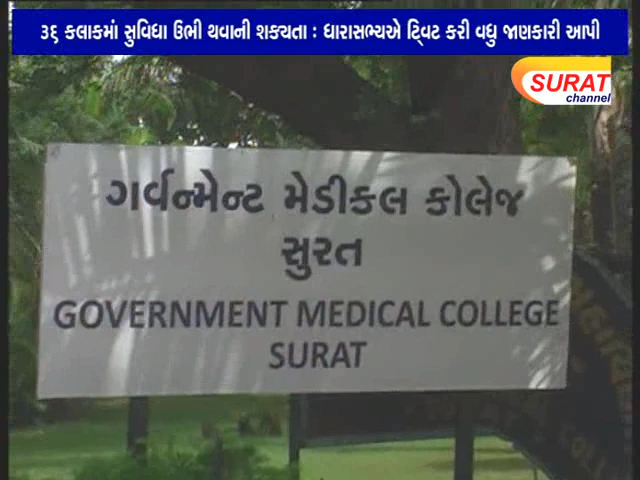 ૩૬ કલાકમાં સુવિધા ઉભી થવાની શક્યતા : ધારાસભ્યએ ટ્વિટ કરી વધુ જાણકારી આપી
SURAT
channel
ગર્વન્મેન્ટ મેડીકલ કોલેજ
સુરત
GOVERNMENT MEDICAL COLLEGE
SURAT